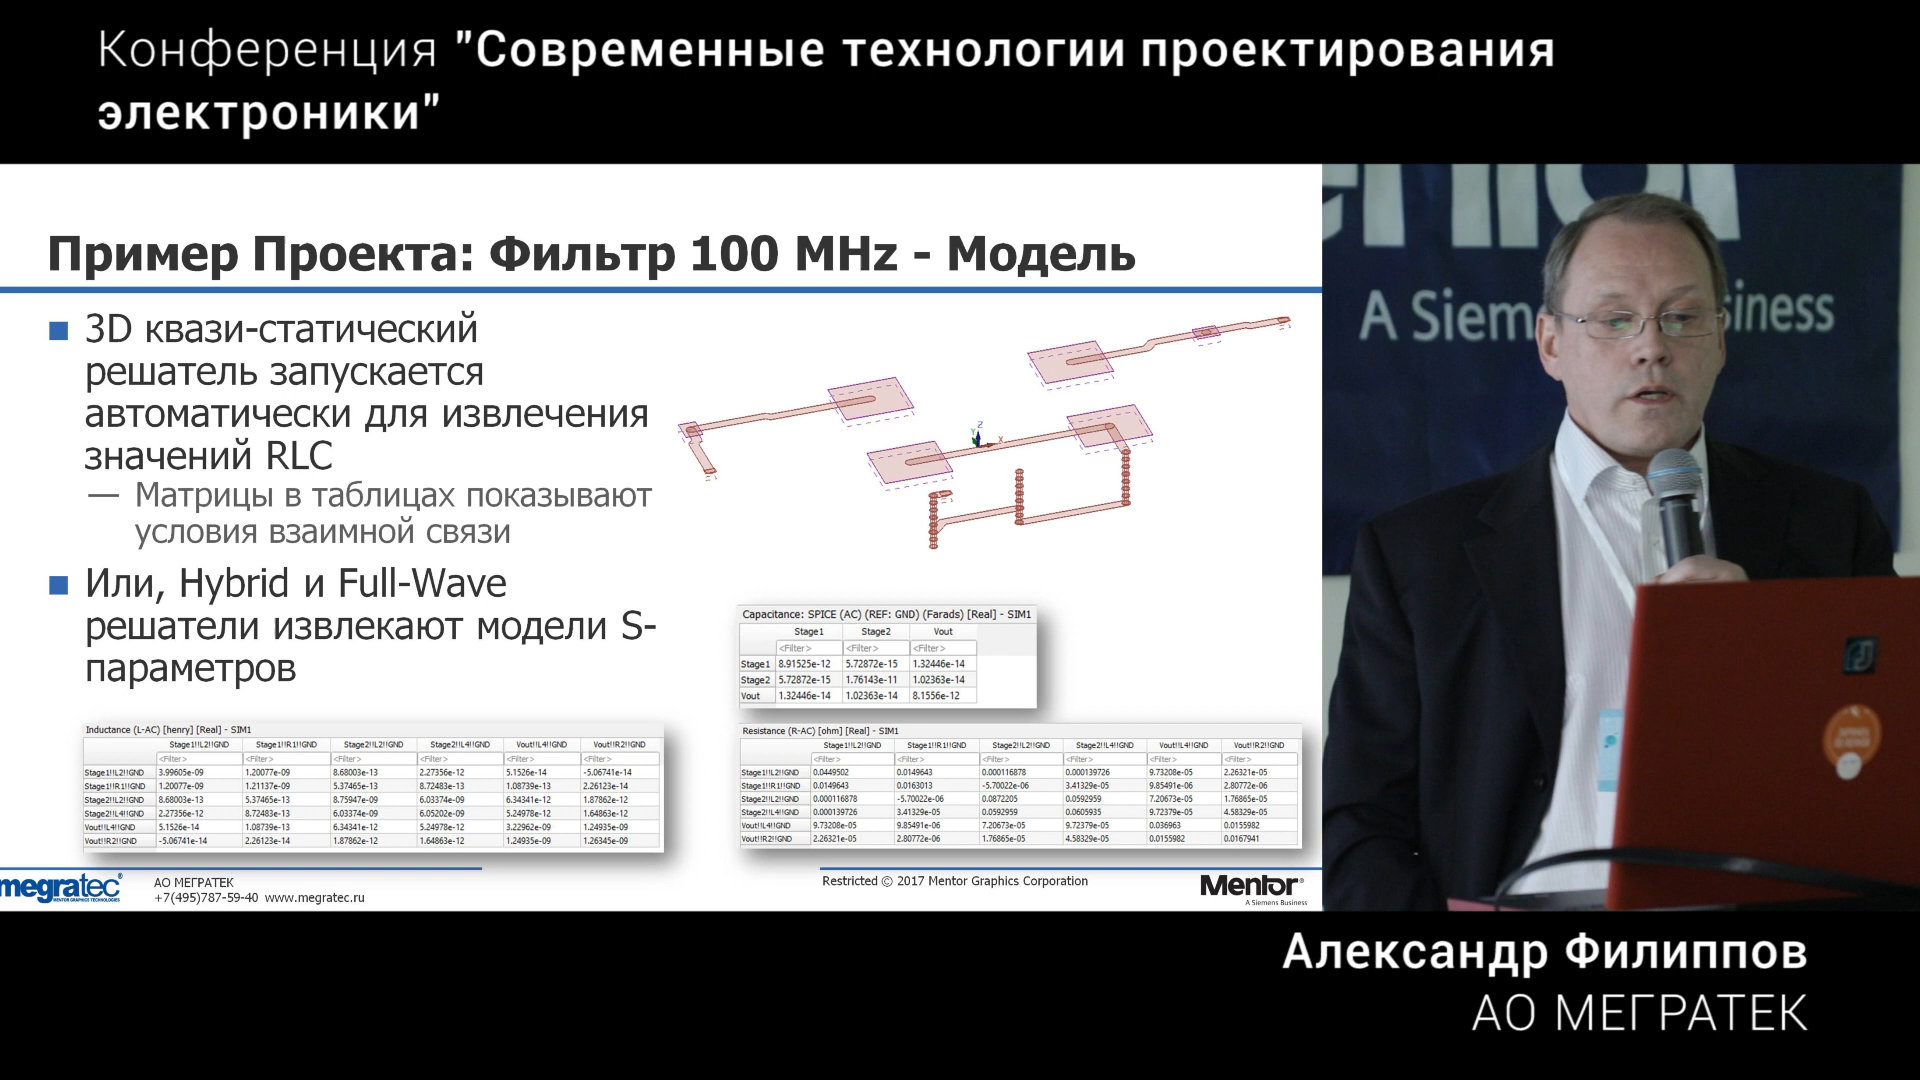 Конференция "Современные технологии проектирования
электроники"
Пример Проекта: Фильтр 100 MHz - Модель
3D квази-статический
решатель запускается
автоматически для извлечения
значений RLC
— Матрицы в таблицах показывают
условия взаимной связи
Или, Hybrid и Full-Wave
решатели извлекают модели S-
параметров
Z
Y
X
Capacitance: SPICE (AC) (REF: GND) (Farads) [Real] - SIM1
Stage1 Stage2 Vout
<Filter> <Filter> <Filter>
Stage1 8.91525e-12 5.72872e-15 1.32446e-14
Stage2 5.72872e-15 1.76143e-11 1.02363e-14
Vout 1.32446e-14 1.02363e-14 8.1556e-12
Inductance (L-AC) [henry] [Real] - SIM1
Stage1!!L2!!GND Stage1!!R1!!GND Stage2!!L2!!GND Stage2!!L4!!GND Vout!!L4!!GND Vout!!R2!!GND
<Filter> <Filter> <Filter> <Filter> <Filter> <Filter>
Stage1!!L2!!GND 3.99605e-09 1.20077e-09 8.68003e-13 2.27356e-12 5.1526e-14 -5.06741e-14
Stage1!!R1!!GND 1.20077e-09 1.21137e-09 5.37465e-13 8.72483e-13 1.08739e-13 2.26123e-14
Stage2!!L2!!GND 8.68003e-13 5.37465e-13 8.75947e-09 6.03374e-09 6.34341e-12 1.87862e-12
Stage2!!L4!!GND 2.27356e-12 8.72483e-13 6.03374e-09 6.05202e-09 5.24978e-12 1.64863e-12
Vout!!L4!!GND 5.1526e-14 1.08739e-13 6.34341e-12 5.24978e-12 3.22962e-09 1.24935e-09
Vout!!R2!!GND -5.06741e-14 2.26123e-14 1.87862e-12 1.64863e-12 1.24935e-09 1.26345e-09
Resistance (R-AC) [ohm] [Real] - SIM1
Stage1!!L2!!GND Stage1!!R1!!GND Stage2!!L2!!GND Stage2!!L4!!GND Vout!!L4!!GND Vout!!R2!!GND
<Filter> <Filter> <Filter> <Filter> <Filter> <Filter>
Stage1!!L2!!GND 0.0449502 0.0149643 0.000116878 0.000139726 9.73208e-05 2.26321e-05
Stage1!!R1!!GND 0.0149643 0.0163013 -5.70022e-06 3.41329e-05 9.85491e-06 2.80772e-06
Stage2!!L2!!GND 0.000116878 -5.70022e-06 0.0872205 0.0592959 7.20673e-05 1.76865e-05
Stage2!!L4!!GND 0.000139726 3.41329e-05 0.0592959 0.0605935 9.72379e-05 4.58329e-05
Vout!!L4!!GND 9.73208e-05 9.85491e-06 7.20673e-05 9.72379e-05 0.036963 0.0155982
Vout!!R2!!GND 2.26321e-05 2.80772e-06 1.76865e-05 4.58329e-05 0.0155982 0.0167941
megratec
MENTOR GRAPHICS TECHNOLOGIES
АО МЕГРАТЕК
+7(495)787-59-40 www.megratec.ru
Restricted © 2017 Mentor Graphics Corporation
Mentor
A Siemens Business
A Siem
siness
Александр Филиппов
АО МЕГРАТЕК